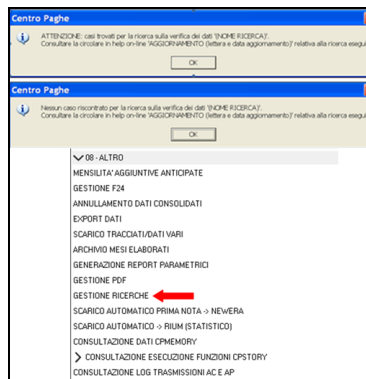 Centro Paghe
ATTENZIONE: casi trovati per la ricerca sulla verifica dei dati '(NOME RICERCA)'.
Consultare la circolare in help on-line 'AGGIORNAMENTO (lettera e data aggiornamento)' relativa alla ricerca esegui
OK
Centro Paghe
Nessun caso riscontrato per la ricerca sulla verifica dei dati '(NOME RICERCA)'.
Consultare la circolare in help on-line 'AGGIORNAMENTO (lettera e data aggiornamento)' relativa alla ricerca esegui
OK
08 - ALTRO
MENSILITA' AGGIUNTIVE ANTICIPATE
GESTIONE F24
ANNULLAMENTO DATI CONSOLIDATI
EXPORT DATI
SCARICO TRACCIATI/DATI VARI
ARCHIVIO MESI ELABORATI
GENERAZIONE REPORT PARAMETRICI
GESTIONE PDF
GESTIONE RICERCHE
SCARICO AUTOMATICO PRIMA NOTA -> NEWERA
SCARICO AUTOMATICO -> RIUM (STATISTICO)
CONSULTAZIONE DATI CPMEMORY
CONSULTAZIONE ESECUZIONE FUNZIONI CPSTORY
CONSULTAZIONE LOG TRASMISSIONI AC E AP